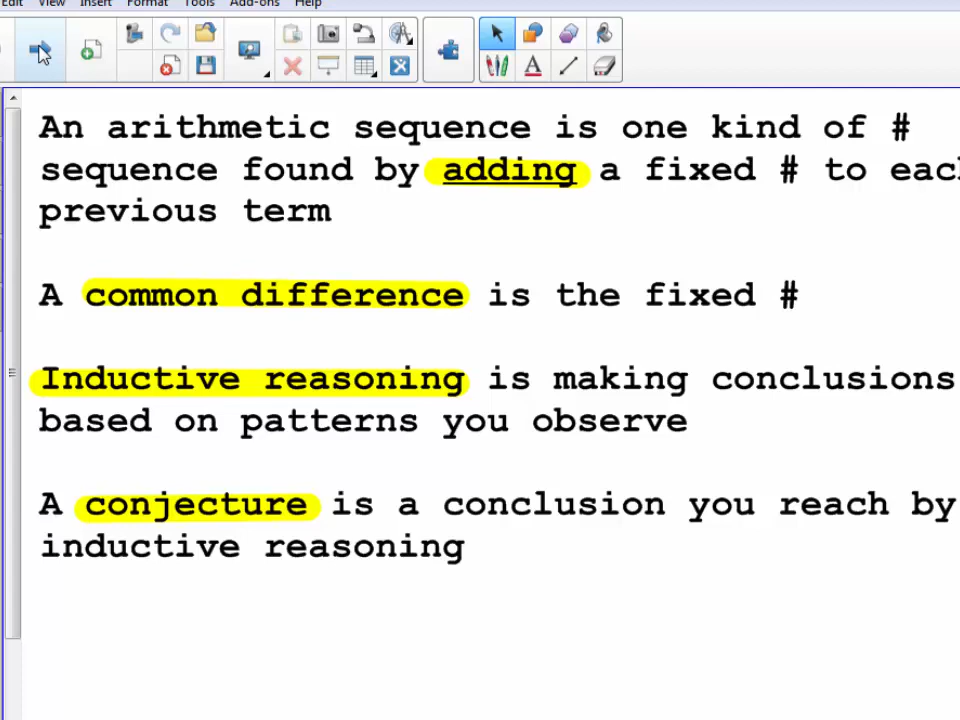 Edit View Insert Format Tools Add-ons Help
An arithmetic sequence is one kind of #
sequence found by adding a fixed # to
previous term
A common difference is the fixed #
Inductive reasoning is making conclusions
based on patterns you observe
A conjecture is a conclusion you reach by
inductive reasoning